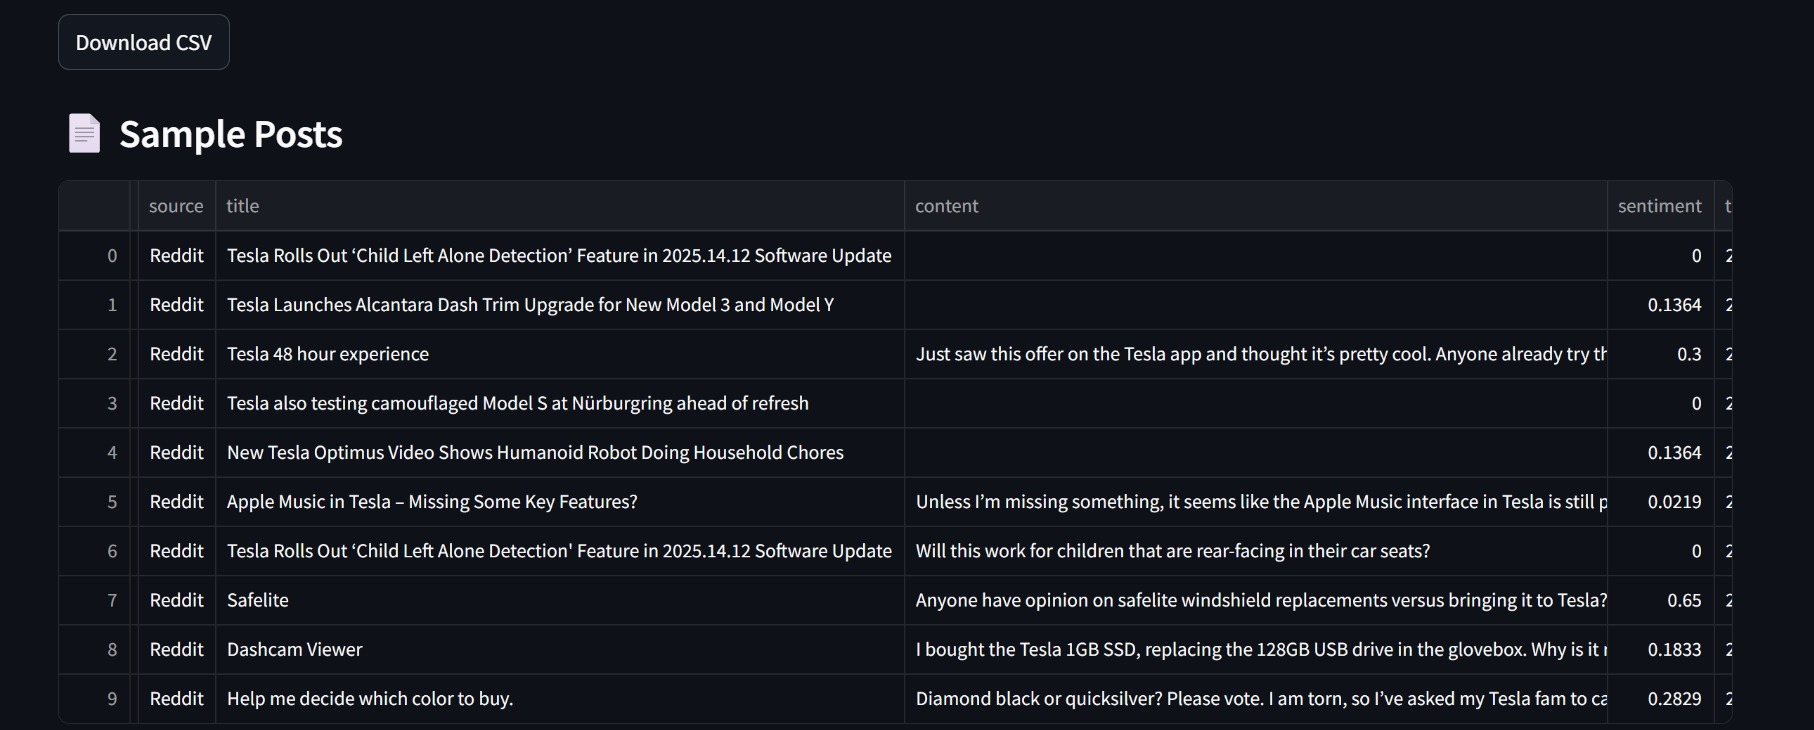 Download CSV
Sample Posts
source title content sentiment t
0 Reddit Tesla Rolls Out ‘Child Left Alone Detection’ Feature in 2025.14.12 Software Update 0 2
1 Reddit Tesla Launches Alcantara Dash Trim Upgrade for New Model 3 and Model Y 0.1364 2
2 Reddit Tesla 48 hour experience Just saw this offer on the Tesla app and thought it’s pretty cool. Anyone already try th 0.3 2
3 Reddit Tesla also testing camouflaged Model S at Nürburgring ahead of refresh 0 2
4 Reddit New Tesla Optimus Video Shows Humanoid Robot Doing Household Chores 0.1364 2
5 Reddit Apple Music in Tesla – Missing Some Key Features? Unless I’m missing something, it seems like the Apple Music interface in Tesla is still p 0.0219 2
6 Reddit Tesla Rolls Out ‘Child Left Alone Detection' Feature in 2025.14.12 Software Update Will this work for children that are rear-facing in their car seats? 0 2
7 Reddit Safelite Anyone have opinion on safelite windshield replacements versus bringing it to Tesla? 0.65 2
8 Reddit Dashcam Viewer I bought the Tesla 1GB SSD, replacing the 128GB USB drive in the glovebox. Why is it 0.1833 2
9 Reddit Help me decide which color to buy. Diamond black or quicksilver? Please vote. I am torn, so I’ve asked my Tesla fam to ca 0.2829 2